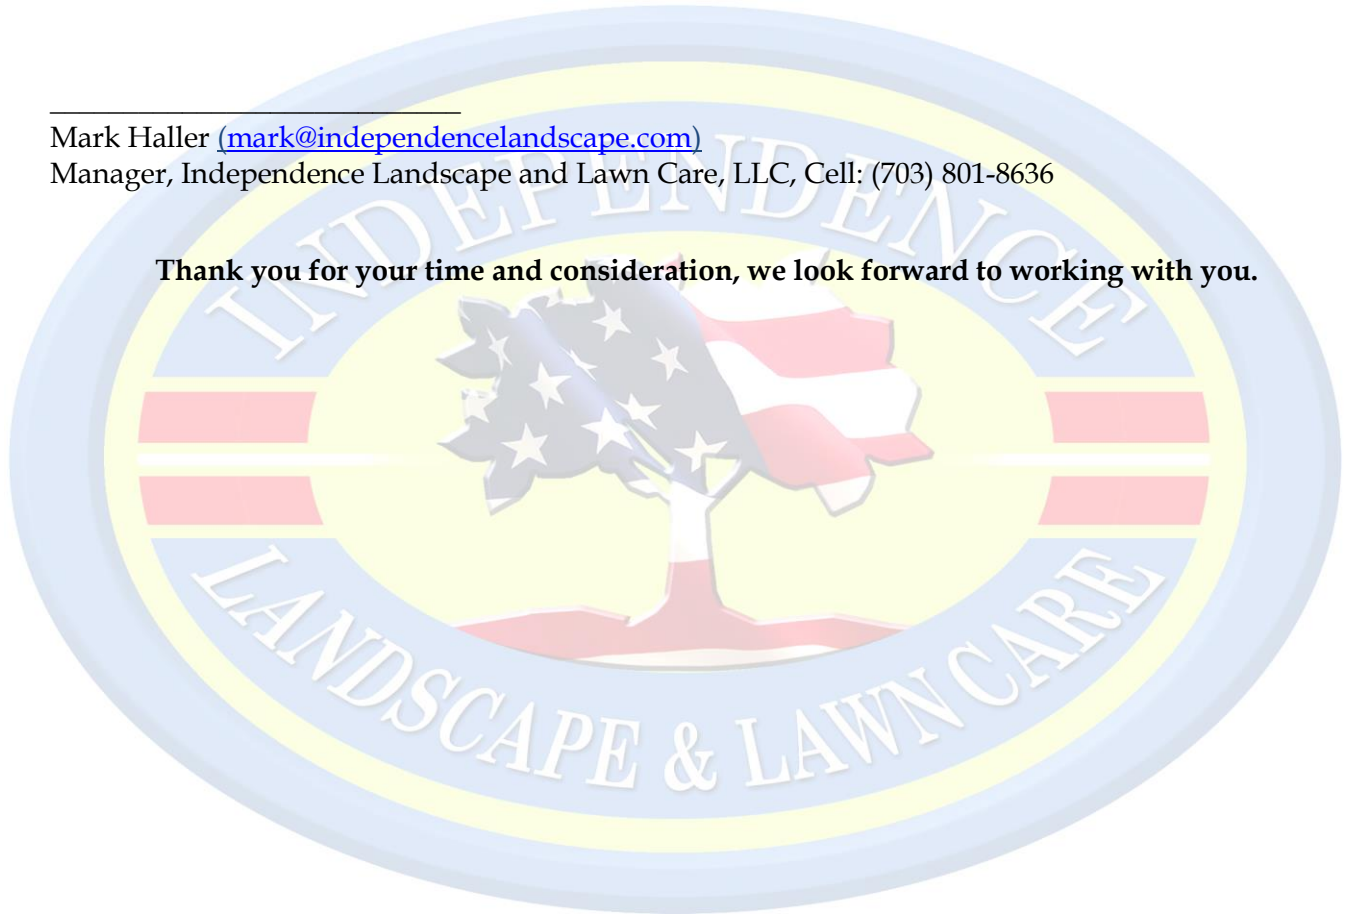 ____________________________
Mark Haller (mark@independencelandscape.com)
Manager, Independence Landscape and Lawn Care, LLC, Cell: (703) 801-8636
Thank you for your time and consideration, we look forward to working with you.
INDEPENDENCE
LANDSCAPE & LAWN CARE